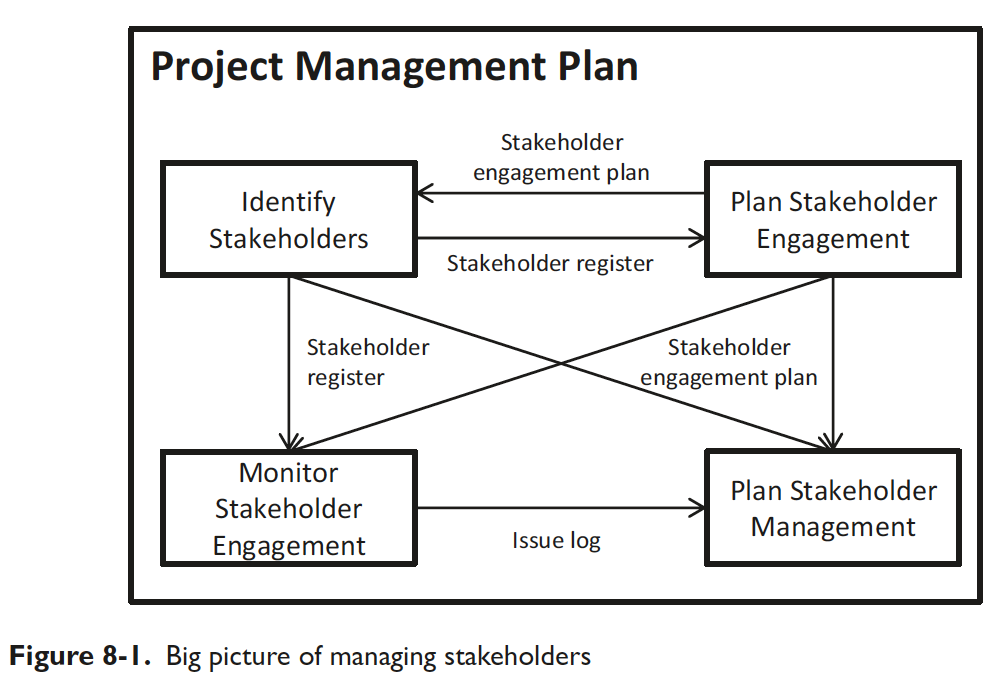 Project Management Plan
Stakeholder
engagement plan
Identify
Stakeholders
Plan Stakeholder
Engagement
Stakeholder register
Stakeholder
register
Stakeholder
engagement plan
Monitor
Stakeholder
Engagement
Plan Stakeholder
Management
Issue log
Figure 8-1. Big picture of managing stakeholders